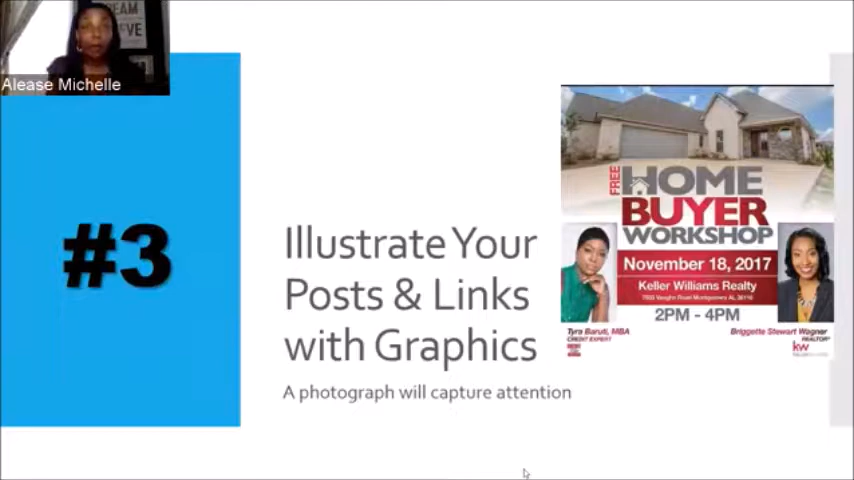 Alease Michelle
#3
Illustrate Your
Posts & Links
with Graphics
A photograph will capture attention
FREE
HOME
BUYER
WORKSHOP
November 18, 2017
Keller Williams Realty
2PM - 4PM
Tyra Baruti, MBA
CREDIT EXPERT
Briggette Stewart Wagner
REALTOR
kw